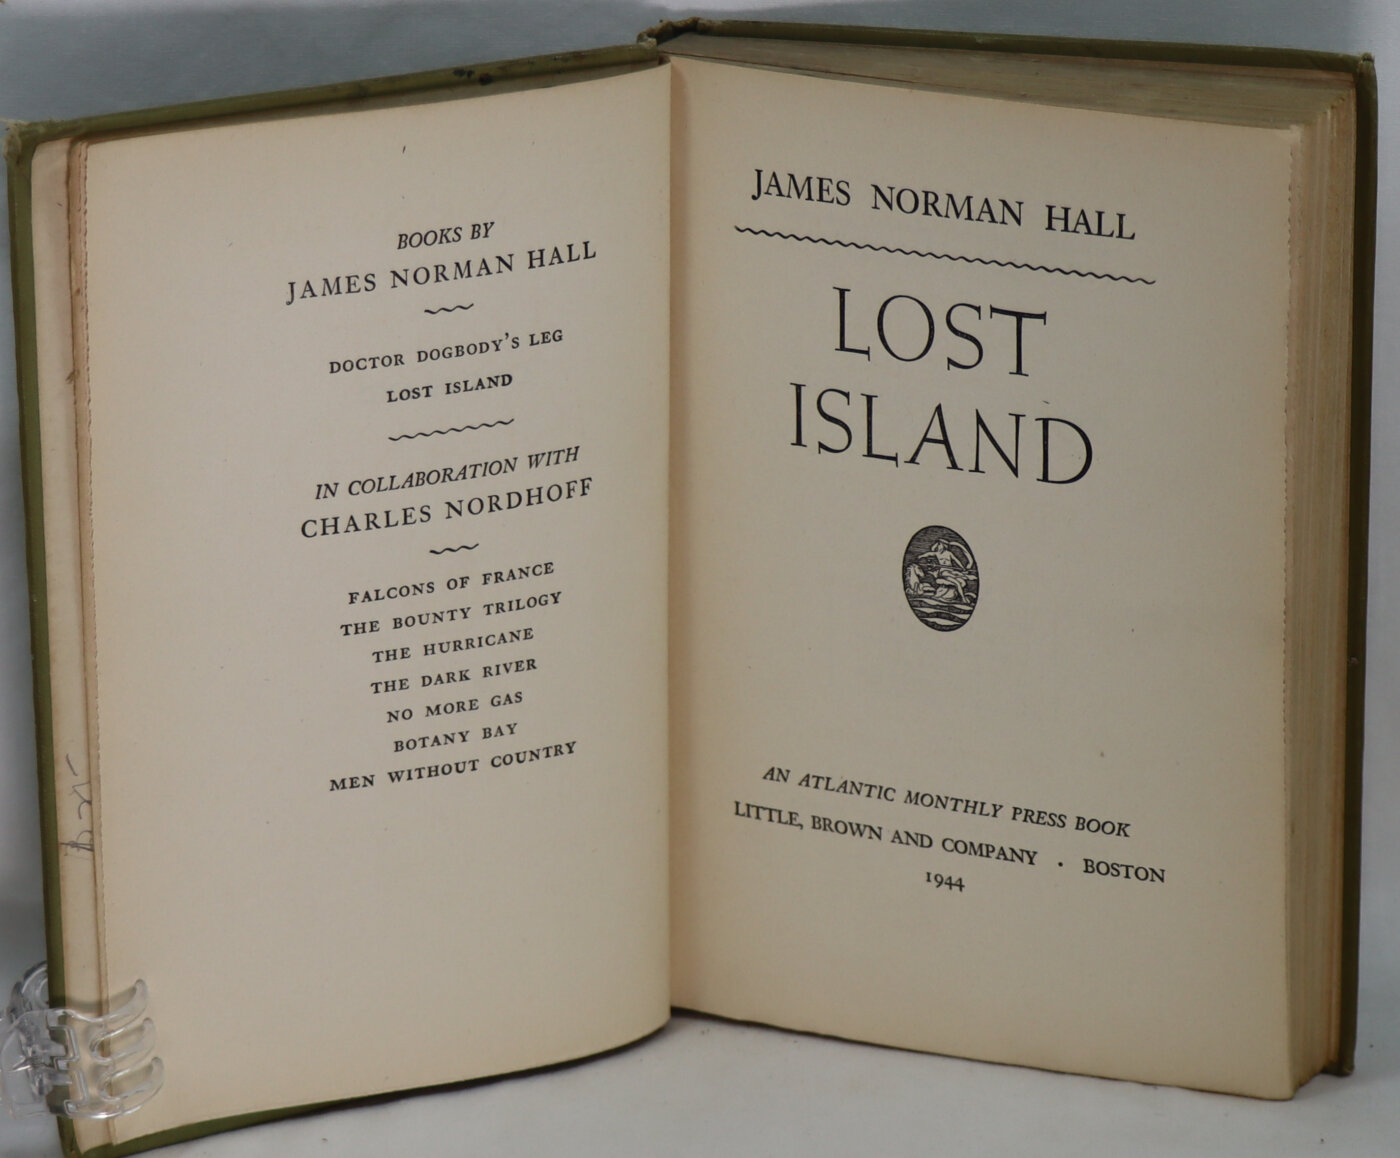 BOOKS BY
JAMES NORMAN HALL
DOCTOR DOGBODY'S LEG
LOST ISLAND
IN COLLABORATION WITH
CHARLES NORDHOFF
FALCONS OF FRANCE
THE BOUNTY TRILOGY
THE HURRICANE
THE DARK RIVER
NO MORE GAS
BOTANY BAY
MEN WITHOUT COUNTRY
JAMES NORMAN HALL
LOST
ISLAND
AN ATLANTIC MONTHLY PRESS BOOK
LITTLE, BROWN AND COMPANY · BOSTON
1944